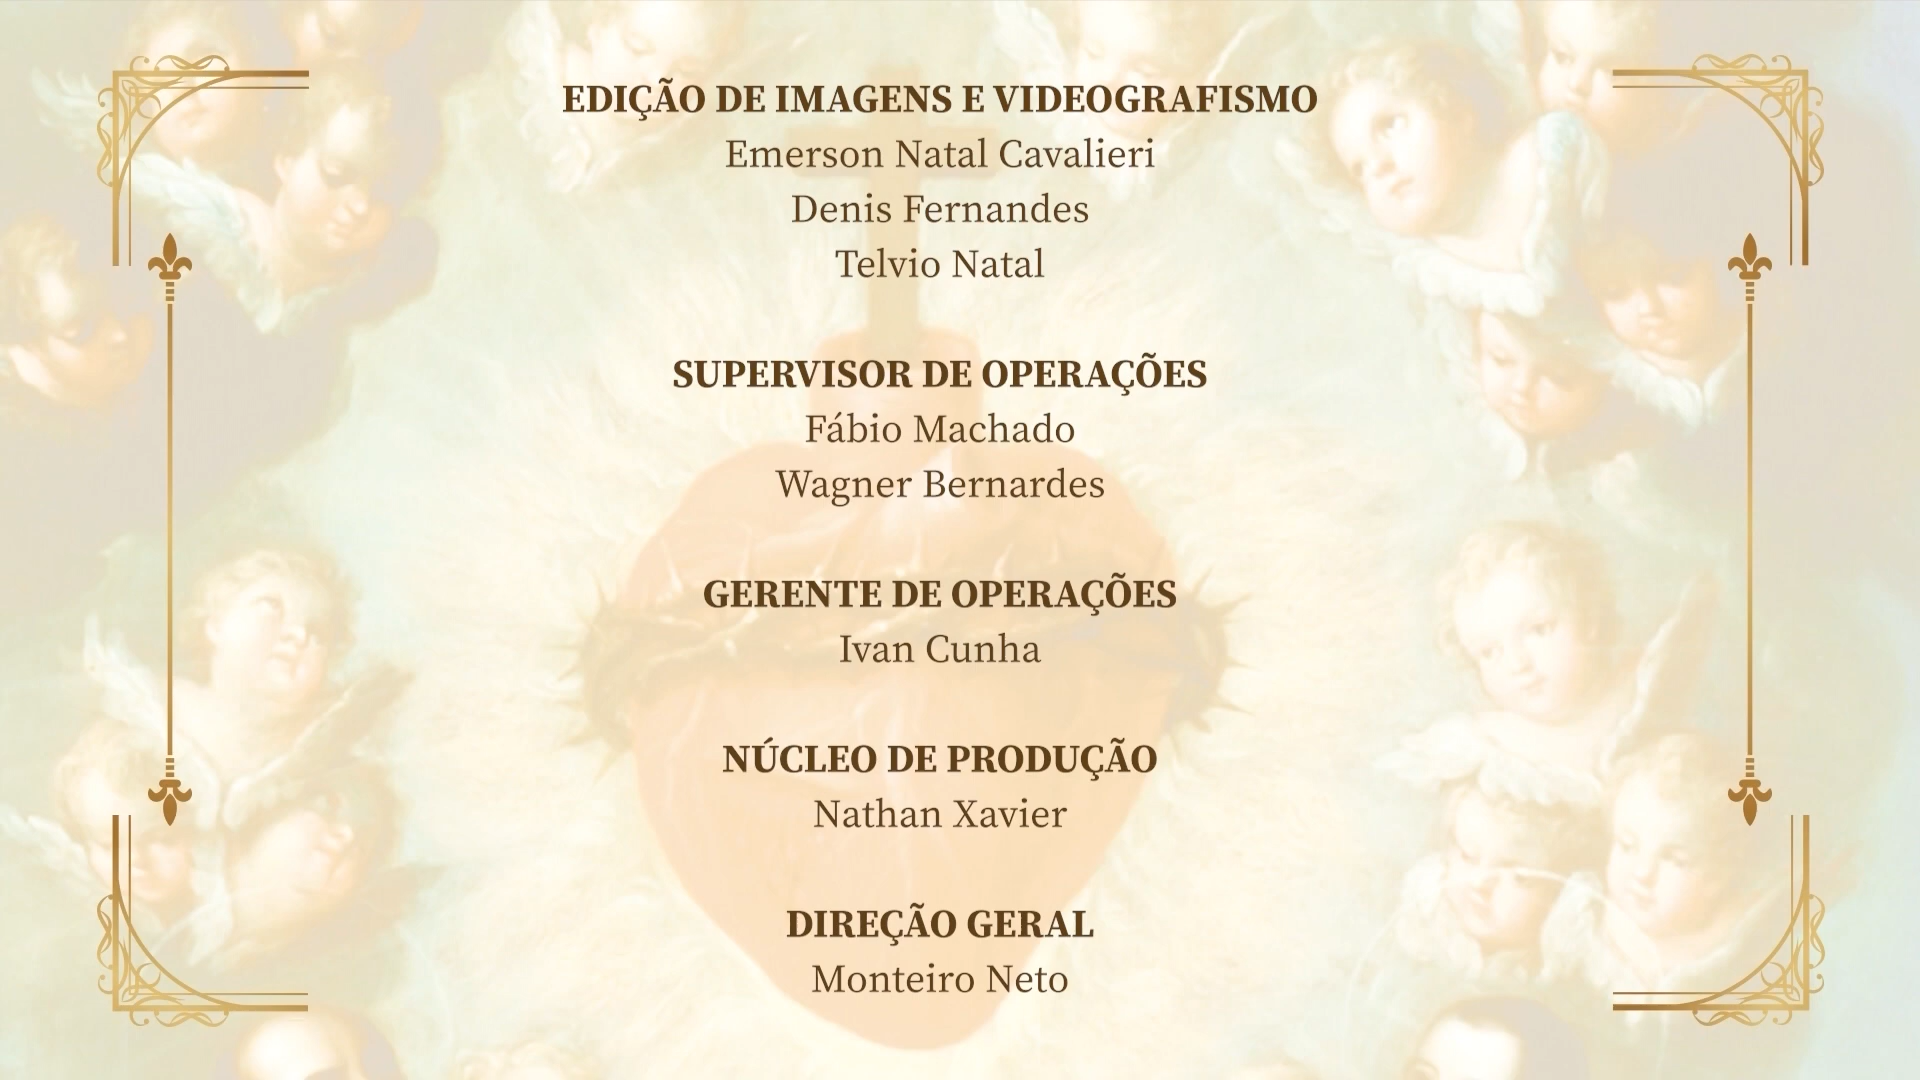 EDIÇÃO DE IMAGENS E VIDEOGRAFISMO
Emerson Natal Cavalieri
Denis Fernandes
Telvio Natal
SUPERVISOR DE OPERAÇÕES
Fábio Machado
Wagner Bernardes
GERENTE DE OPERAÇÕES
Ivan Cunha
NÚCLEO DE PRODUÇÃO
Nathan Xavier
DIREÇÃO GERAL
Monteiro Neto